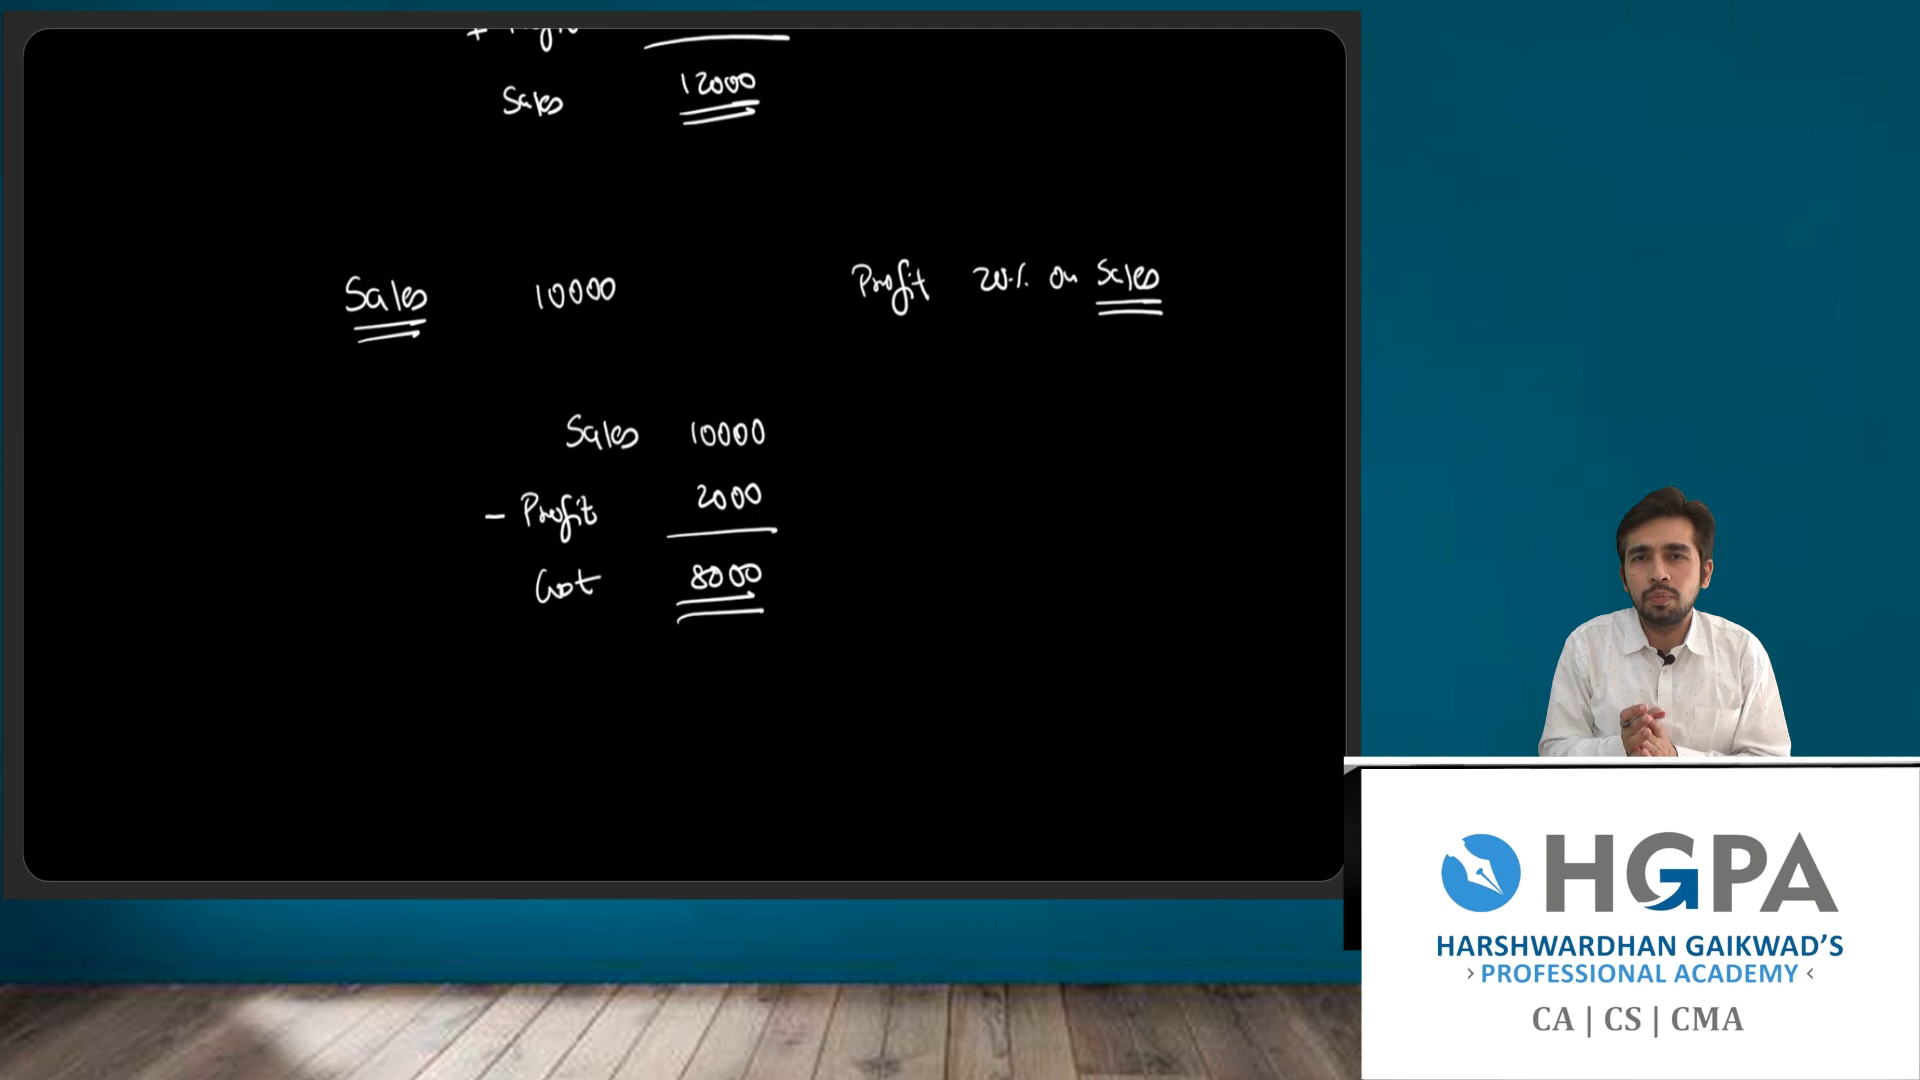 + Profit
Sales 12000
Sales 10000 Profit 20% on Sales
Sales 10000
- Profit 2000
Cost 8000
HGPA
HARSHWARDHAN GAIKWAD'S
› PROFESSIONAL ACADEMY ‹
CA | CS | CMA